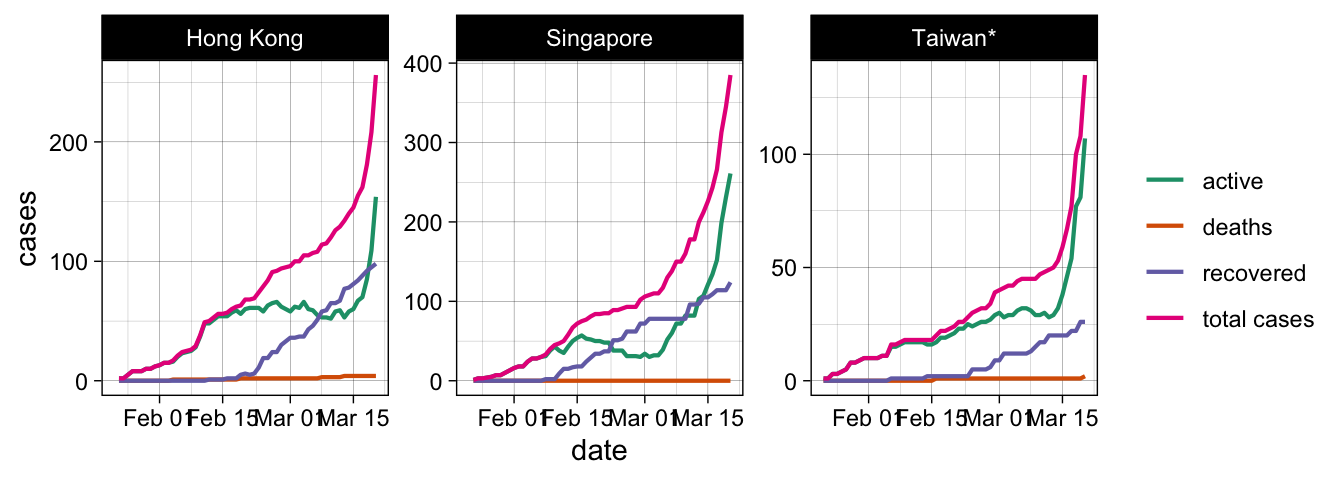 Hong Kong
Singapore
Taiwan*
cases
200
100
0
400
300
200
100
0
100
50
0
Feb 01 Feb 15 Mar 01 Mar 15
Feb 01 Feb 15 Mar 01 Mar 15
Feb 01 Feb 15 Mar 01 Mar 15
date
active
deaths
recovered
total cases